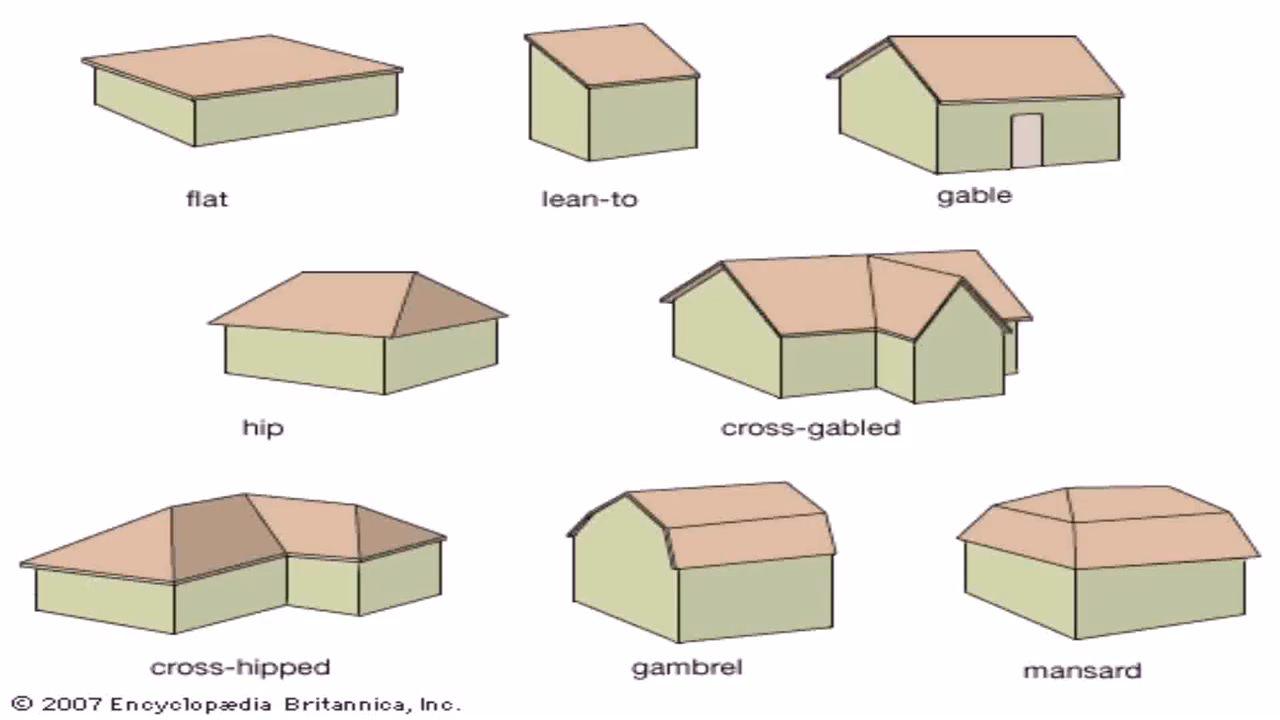 flat
lean-to
gable
hip
cross-gabled
cross-hipped
gambrel
mansard
© 2007 Encyclopædia Britannica, Inc.